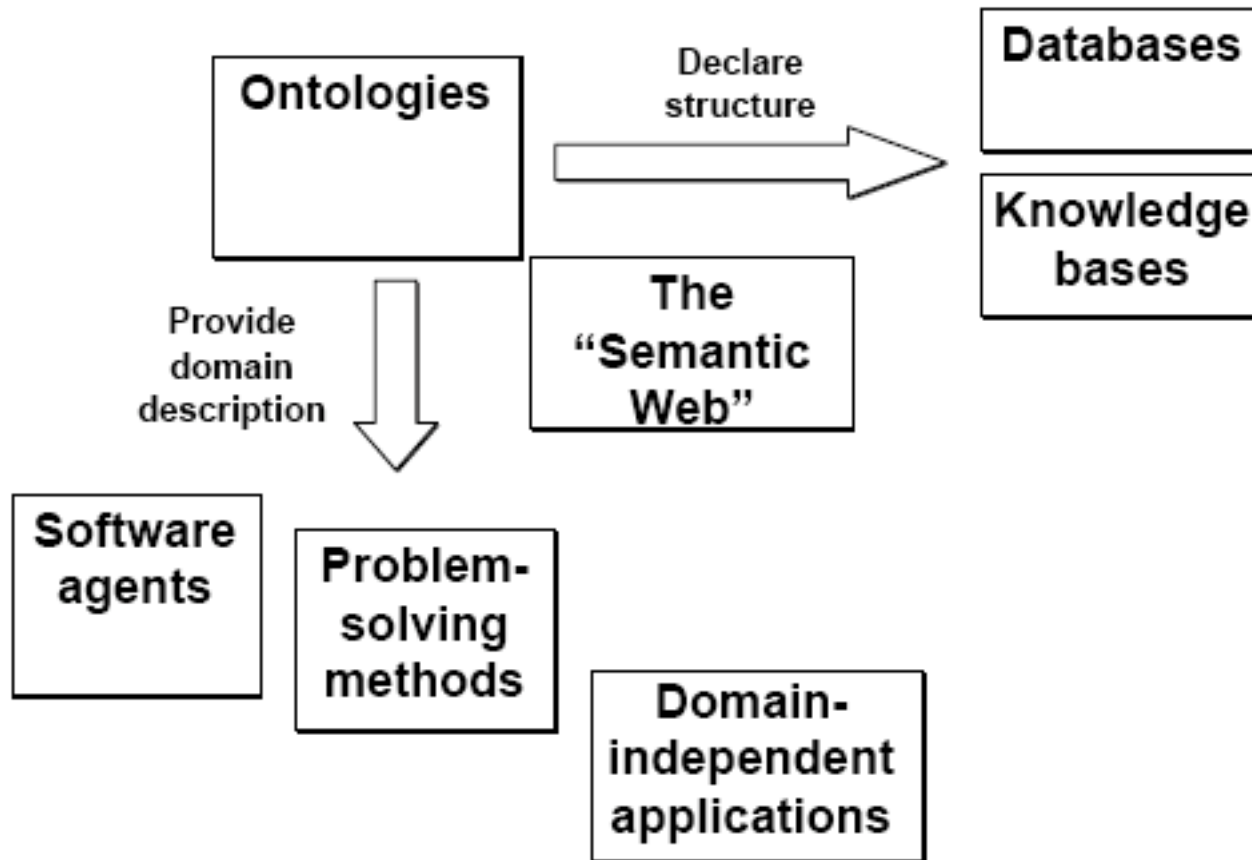 Ontologies
Declare
structure
Databases
Knowledge
bases
The
“Semantic
Web”
Provide
domain
description
Software
agents
Problem-
solving
methods
Domain-
independent
applications